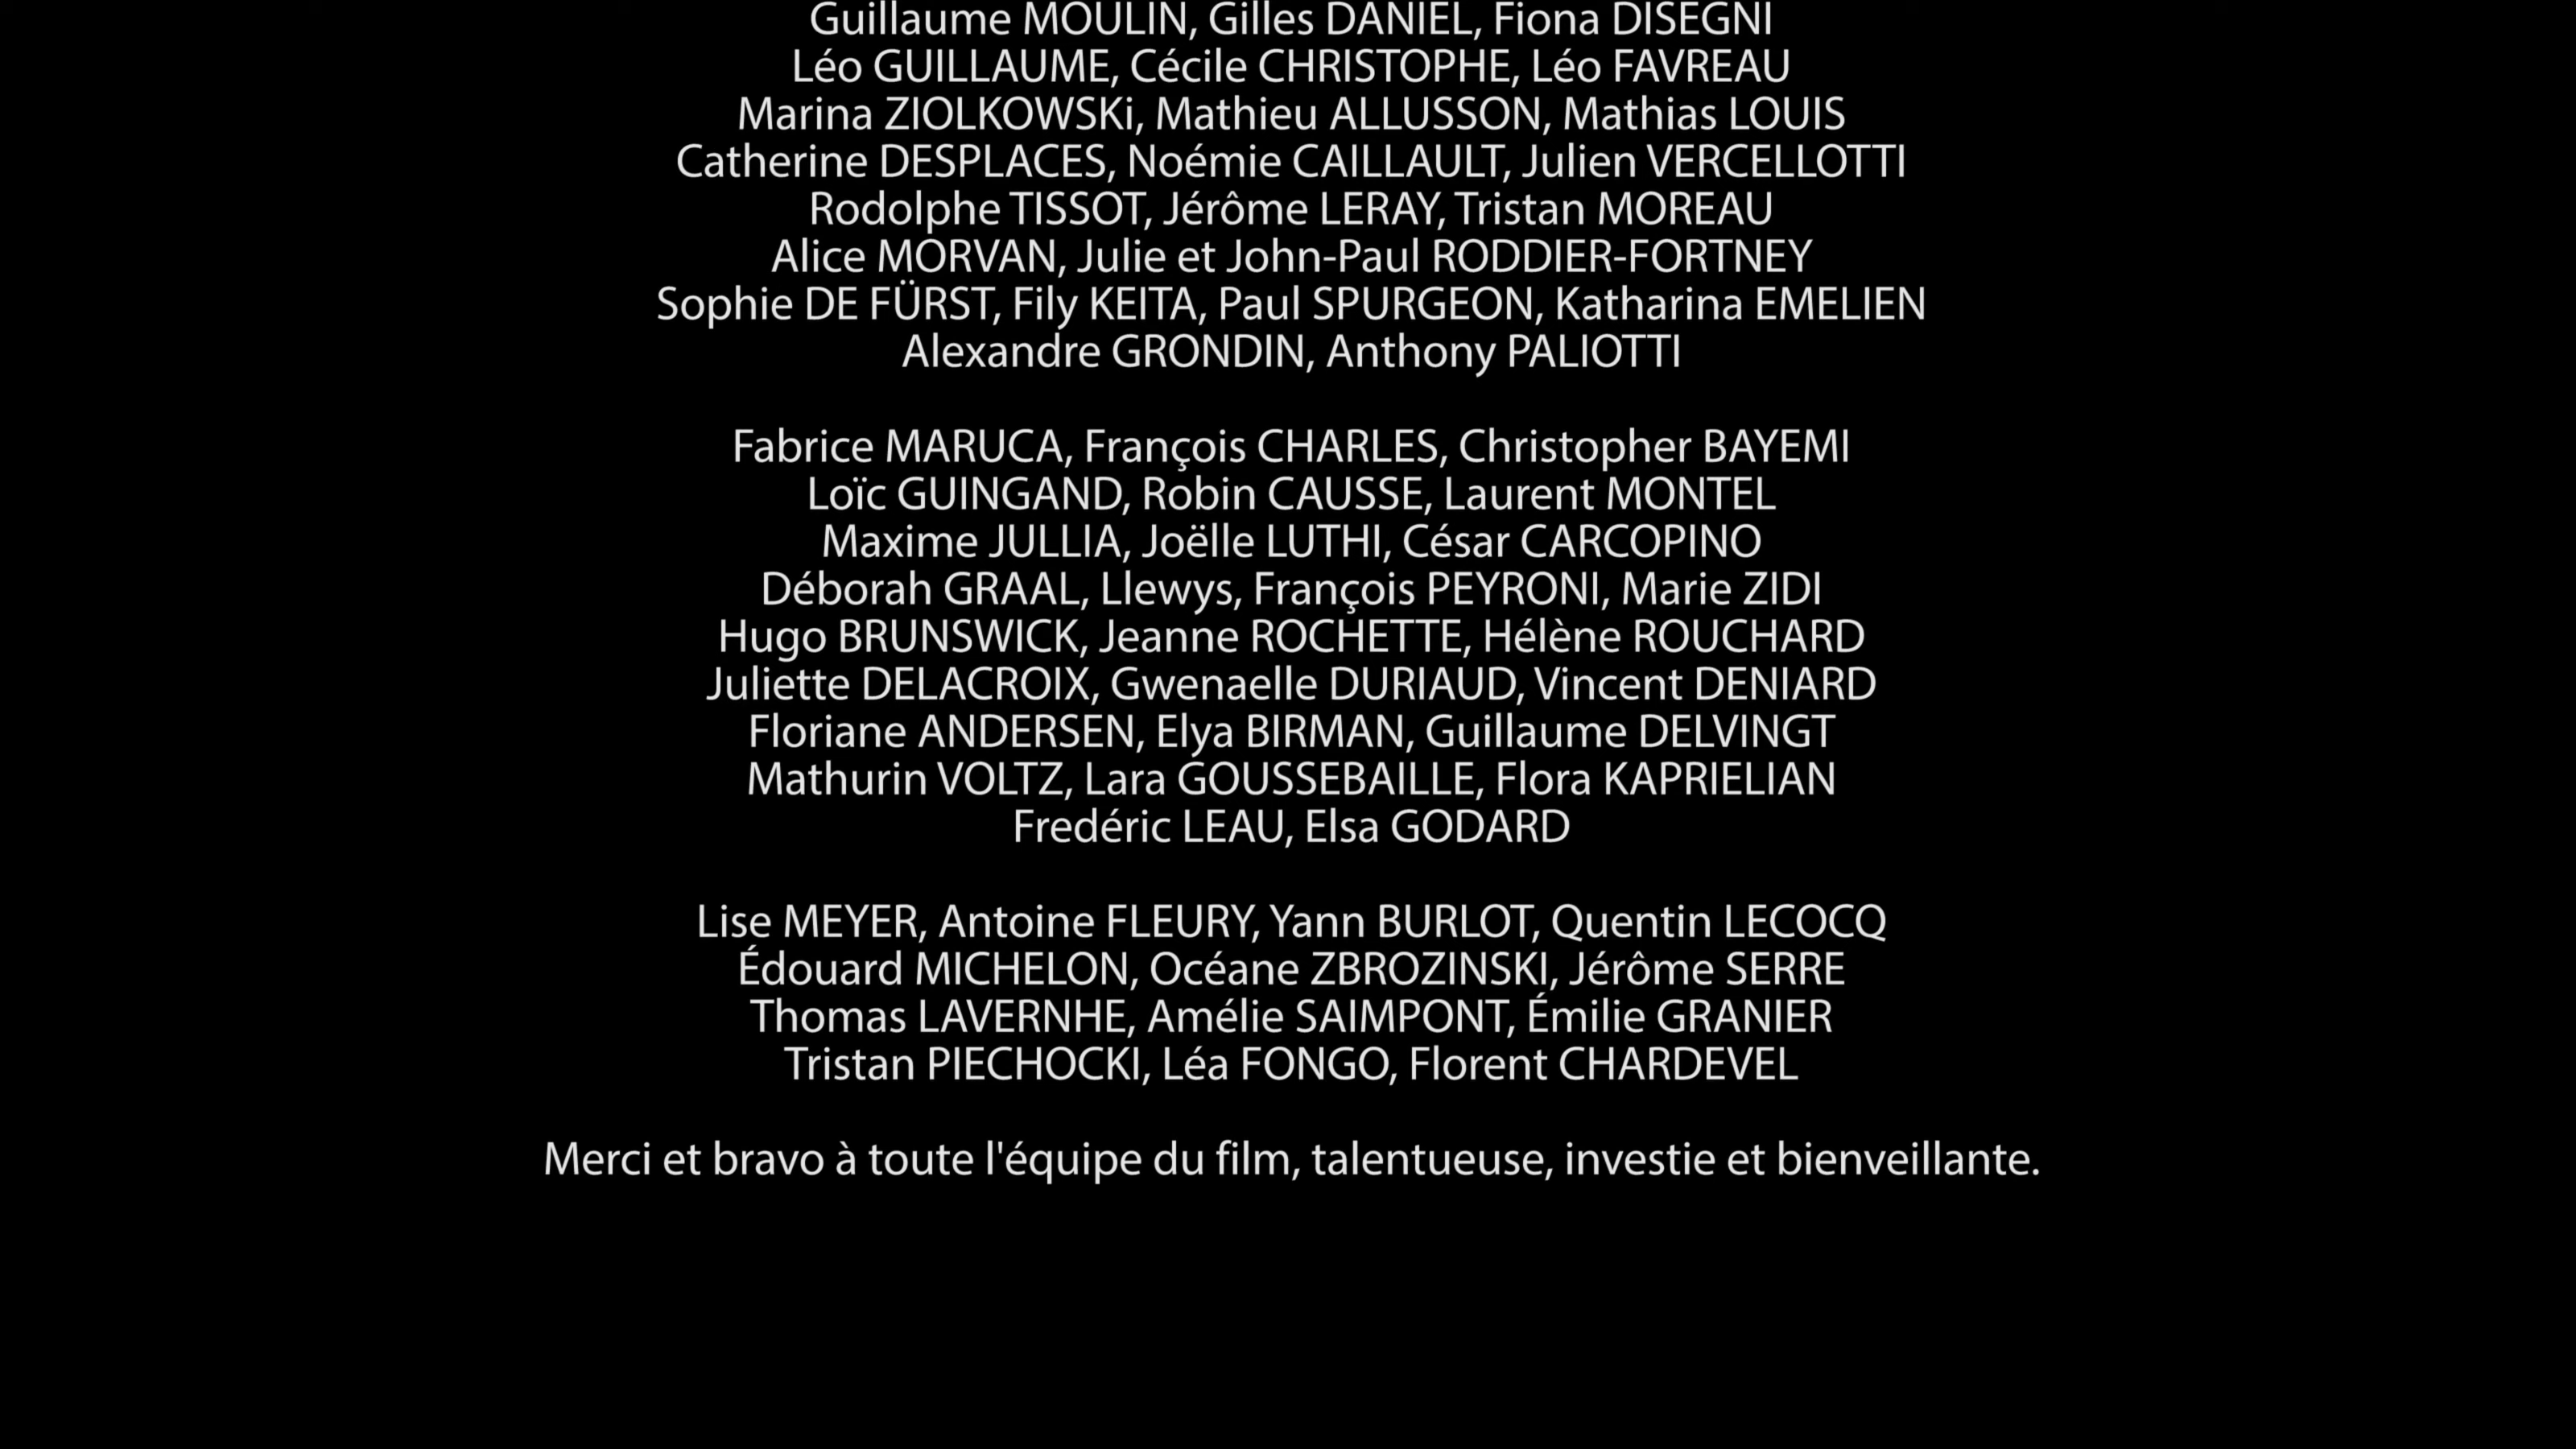 Guillaume MOULIN, Gilles DANIEL, Fiona DISEGNI
Léo GUILLAUME, Cécile CHRISTOPHE, Léo FAVREAU
Marina ZIOLKOWSKi, Mathieu ALLUSSON, Mathias LOUIS
Catherine DESPLACES, Noémie CAILLAULT, Julien VERCELLOTTI
Rodolphe TISSOT, Jérôme LERAY, Tristan MOREAU
Alice MORVAN, Julie et John-Paul RODDIER-FORTNEY
Sophie DE FÜRST, Fily KEITA, Paul SPURGEON, Katharina EMELIEN
Alexandre GRONDIN, Anthony PALIOTTI
Fabrice MARUCA, François CHARLES, Christopher BAYEMI
Loïc GUINGAND, Robin CAUSSE, Laurent MONTEL
Maxime JULLIA, Joëlle LUTHI, César CARCOPINO
Déborah GRAAL, Llewys, François PEYRONI, Marie ZIDI
Hugo BRUNSWICK, Jeanne ROCHETTE, Hélène ROUCHARD
Juliette DELACROIX, Gwenaelle DURIAUD, Vincent DENIARD
Floriane ANDERSEN, Elya BIRMAN, Guillaume DELVINGT
Mathurin VOLTZ, Lara GOUSSEBAILLE, Flora KAPRIELIAN
Fredéric LEAU, Elsa GODARD
Lise MEYER, Antoine FLEURY, Yann BURLOT, Quentin LECOCQ
Édouard MICHELON, Océane ZBROZINSKI, Jérôme SERRE
Thomas LAVERNHE, Amélie SAIMPONT, Émilie GRANIER
Tristan PIECHOCKI, Léa FONGO, Florent CHARDEVEL
Merci et bravo à toute l'équipe du film, talentueuse, investie et bienveillante.